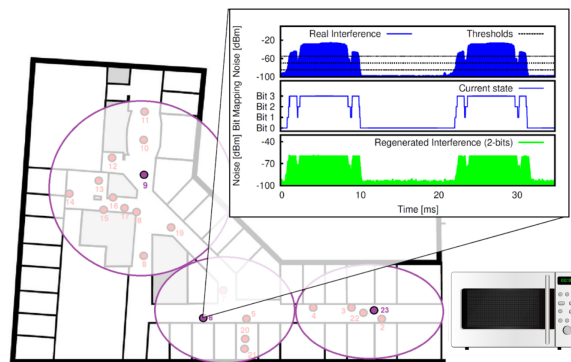 Real Interference
Thresholds
Noise [dBm]
-20
-60
-100
Current state
Bit Mapping
Bit 3
Bit 2
Bit 1
Bit 0
Regenerated Interference (2-bits)
Noise [dBm]
-40
-100
0
10
20
30
Time [ms]
11
10
12
9
13
14
16
15
17
18
19
8
6
5
20
4
3
22
23
2